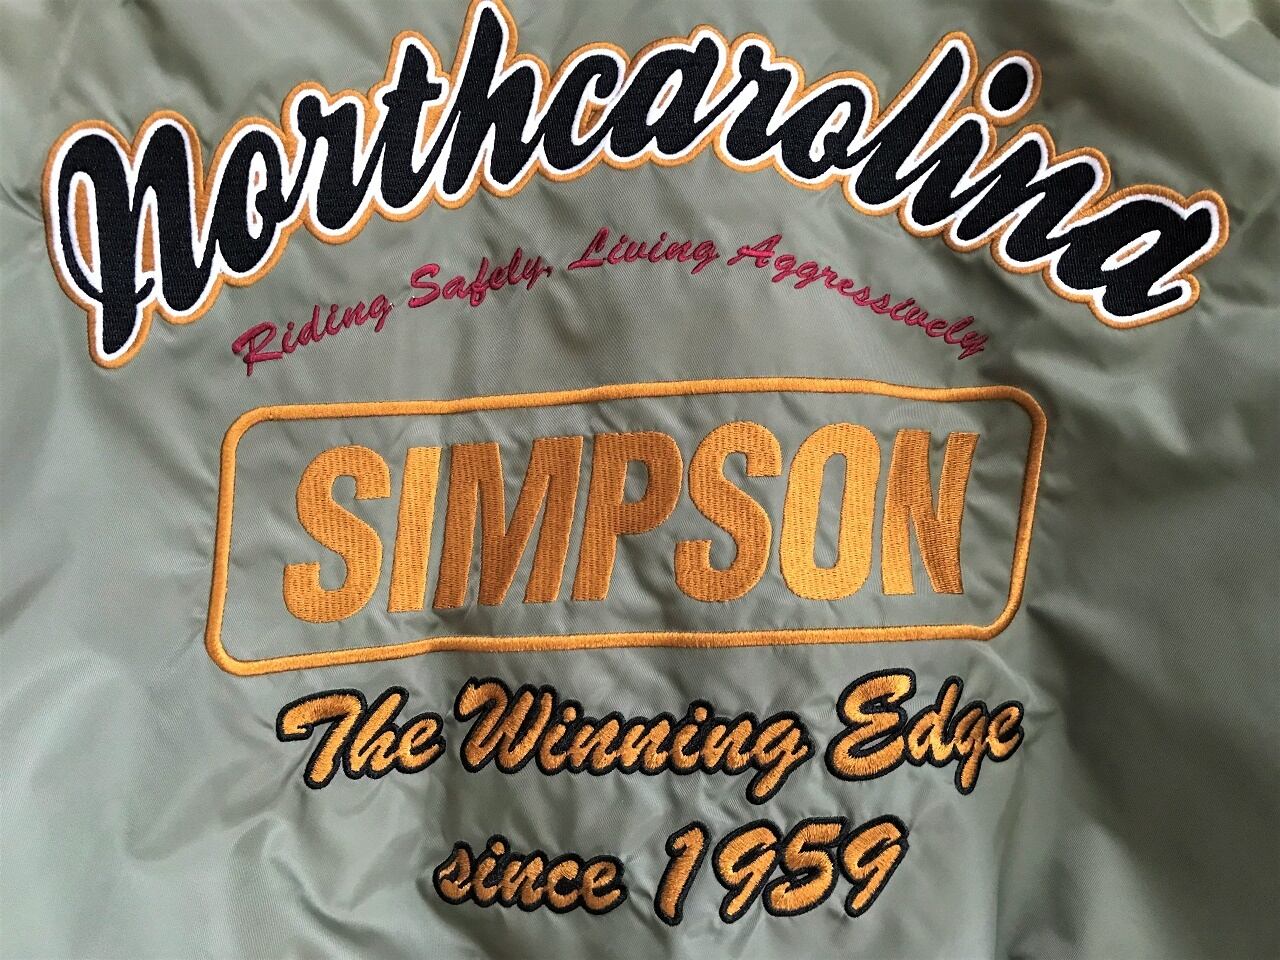 Northcarolina
Riding Safely, Living Aggressively
SIMPSON
The Winning Edge
since 1959